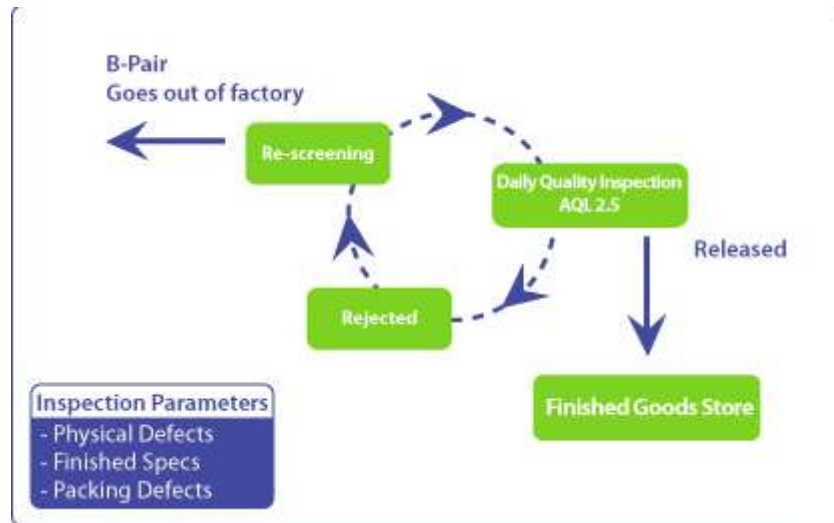 B-Pair
Goes out of factory
Re-screening
Daily Quality Inspection
AQL 2.5
Released
Rejected
Finished Goods Store
Inspection Parameters
- Physical Defects
- Finished Specs
- Packing Defects